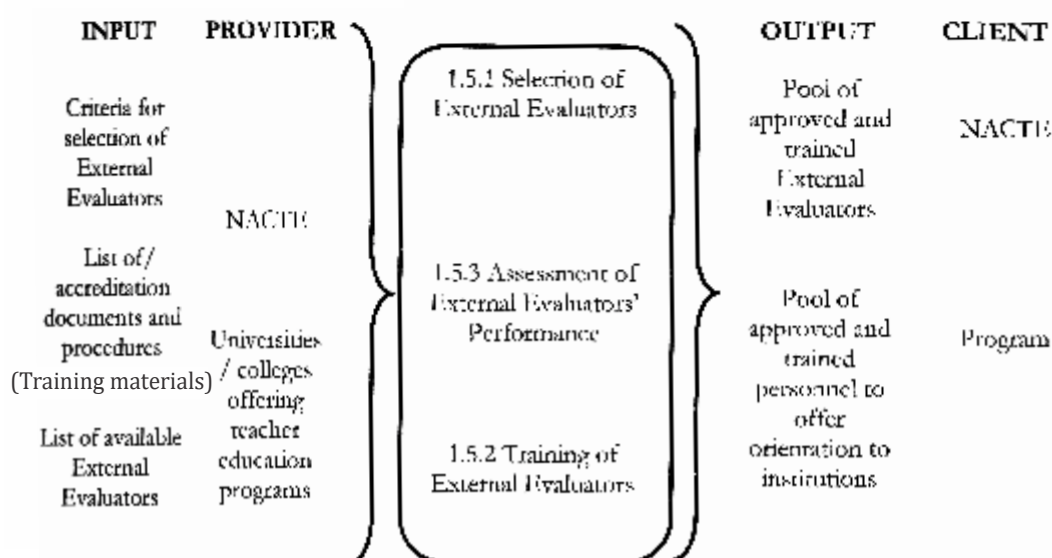 INPUT
PROVIDER
OUTPUT
CLIENT
Criteria for
selection of
External
Evaluators
List of/
accreditation
documents and
procedures
(Training materials)
List of available
External
Evaluators
NACTE
Universities
/ colleges
offering
teacher
education
programs
1.5.1 Selection of
External Evaluators
1.5.3 Assessment of
External Evaluators'
Performance
1.5.2 Training of
External Evaluators
Pool of
approved and
trained
External
Evaluators
Pool of
approved and
trained
personnel to
offer
orientation to
institutions
NACTE
Program